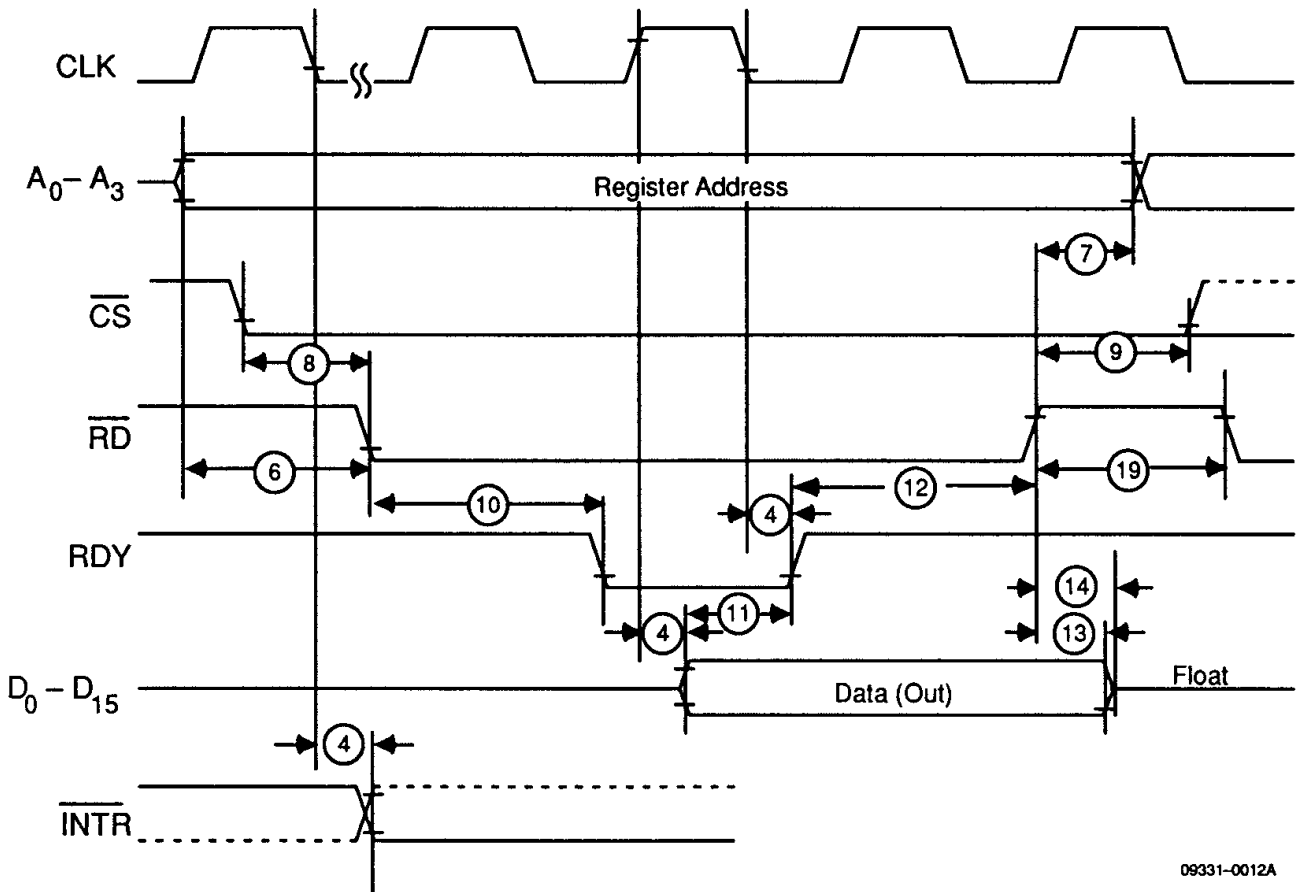 CLK
A0 – A3
Register Address
7
CS
8
9
RD
6
19
10
12
4
RDY
14
11
13
4
D0 – D15
Data (Out)
Float
4
INTR
09331-0012A